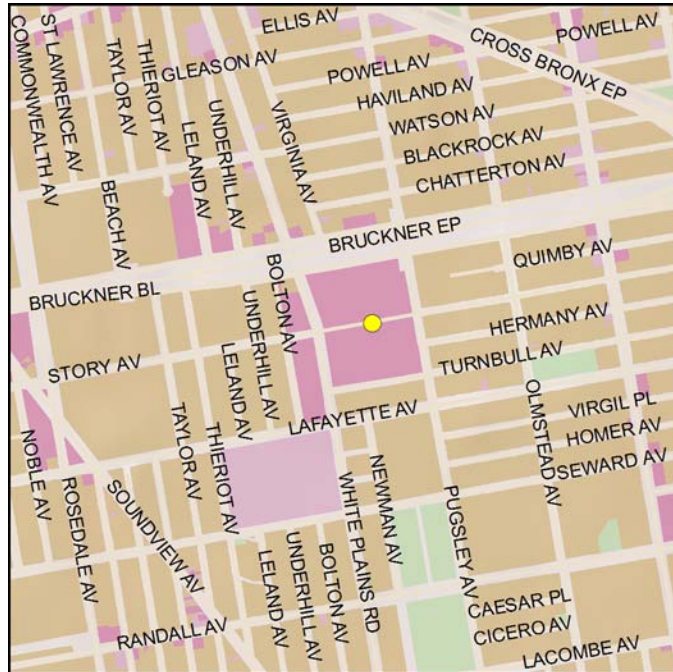 COMMONWEALTH AV
ST LAWRENCE AV
TAYLOR AV
THIERIOT AV
ELLIS AV
GLEASON AV
LELAND AV
UNDERHILL AV
VIRGINIA AV
POWELL AV
CROSS BRONX EP
POWELL AV
HAVILAND AV
WATSON AV
BLACKROCK AV
CHATTERTON AV
BEACH AV
BRUCKNER EP
QUIMBY AV
BRUCKNER BL
BOLTON AV
UNDERHILL AV
LELAND AV
HERMANY AV
STORY AV
TURNBULL AV
LAFAYETTE AV
OLMSTEAD AV
VIRGIL PL
HOMER AV
SEWARD AV
NOBLE AV
ROSEDALE AV
SOUNDVIEW AV
TAYLOR AV
THIERIOT AV
WHITE PLAINS RD
NEWMAN AV
PUGSLEY AV
LELAND AV
UNDERHILL AV
BOLTON AV
RANDALL AV
CAESAR PL
CICERO AV
LACOMBE AV